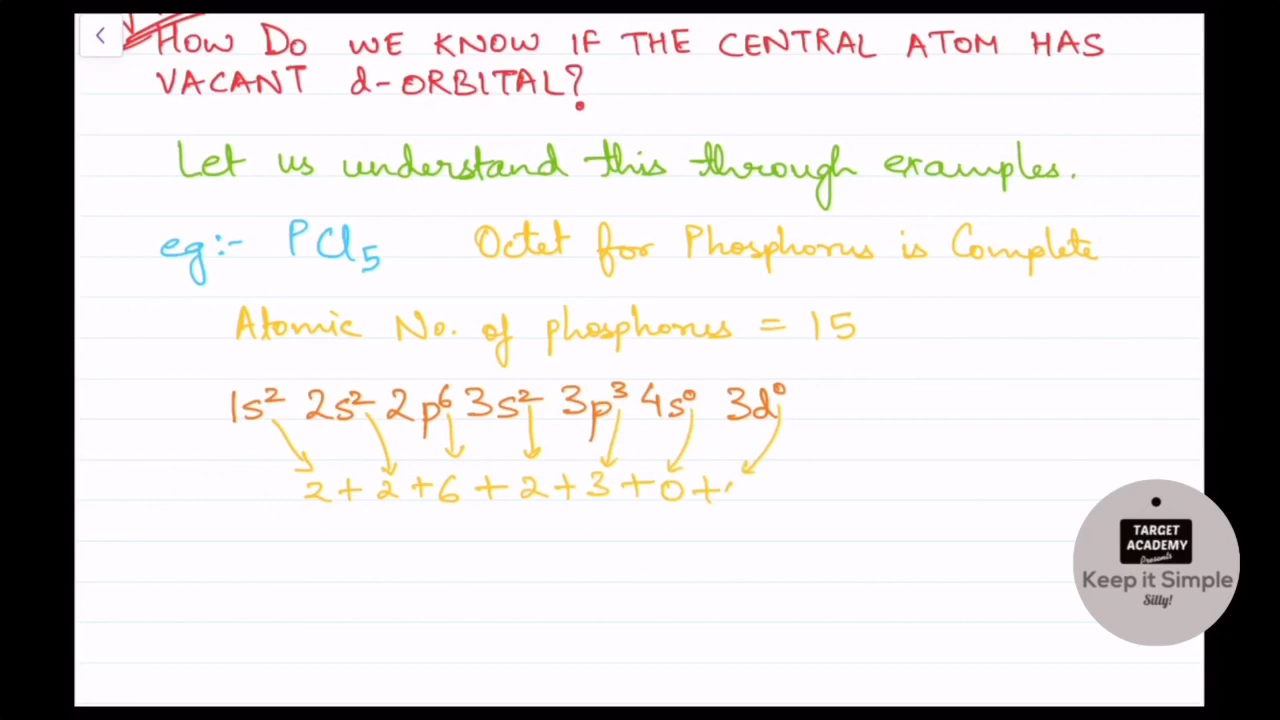 HOW DO WE KNOW IF THE CENTRAL ATOM HAS
VACANT d-ORBITAL?
Let us understand this through examples.
eg:- PCl₅ Octet for Phosphorus is Complete
Atomic No. of phosphorus = 15
1s² 2s² 2p⁶ 3s² 3p³ 4s⁰ 3d⁰
2 + 2 + 6 + 2 + 3 + 0 +
TARGET
ACADEMY
Presents
Keep it Simple
Silly!